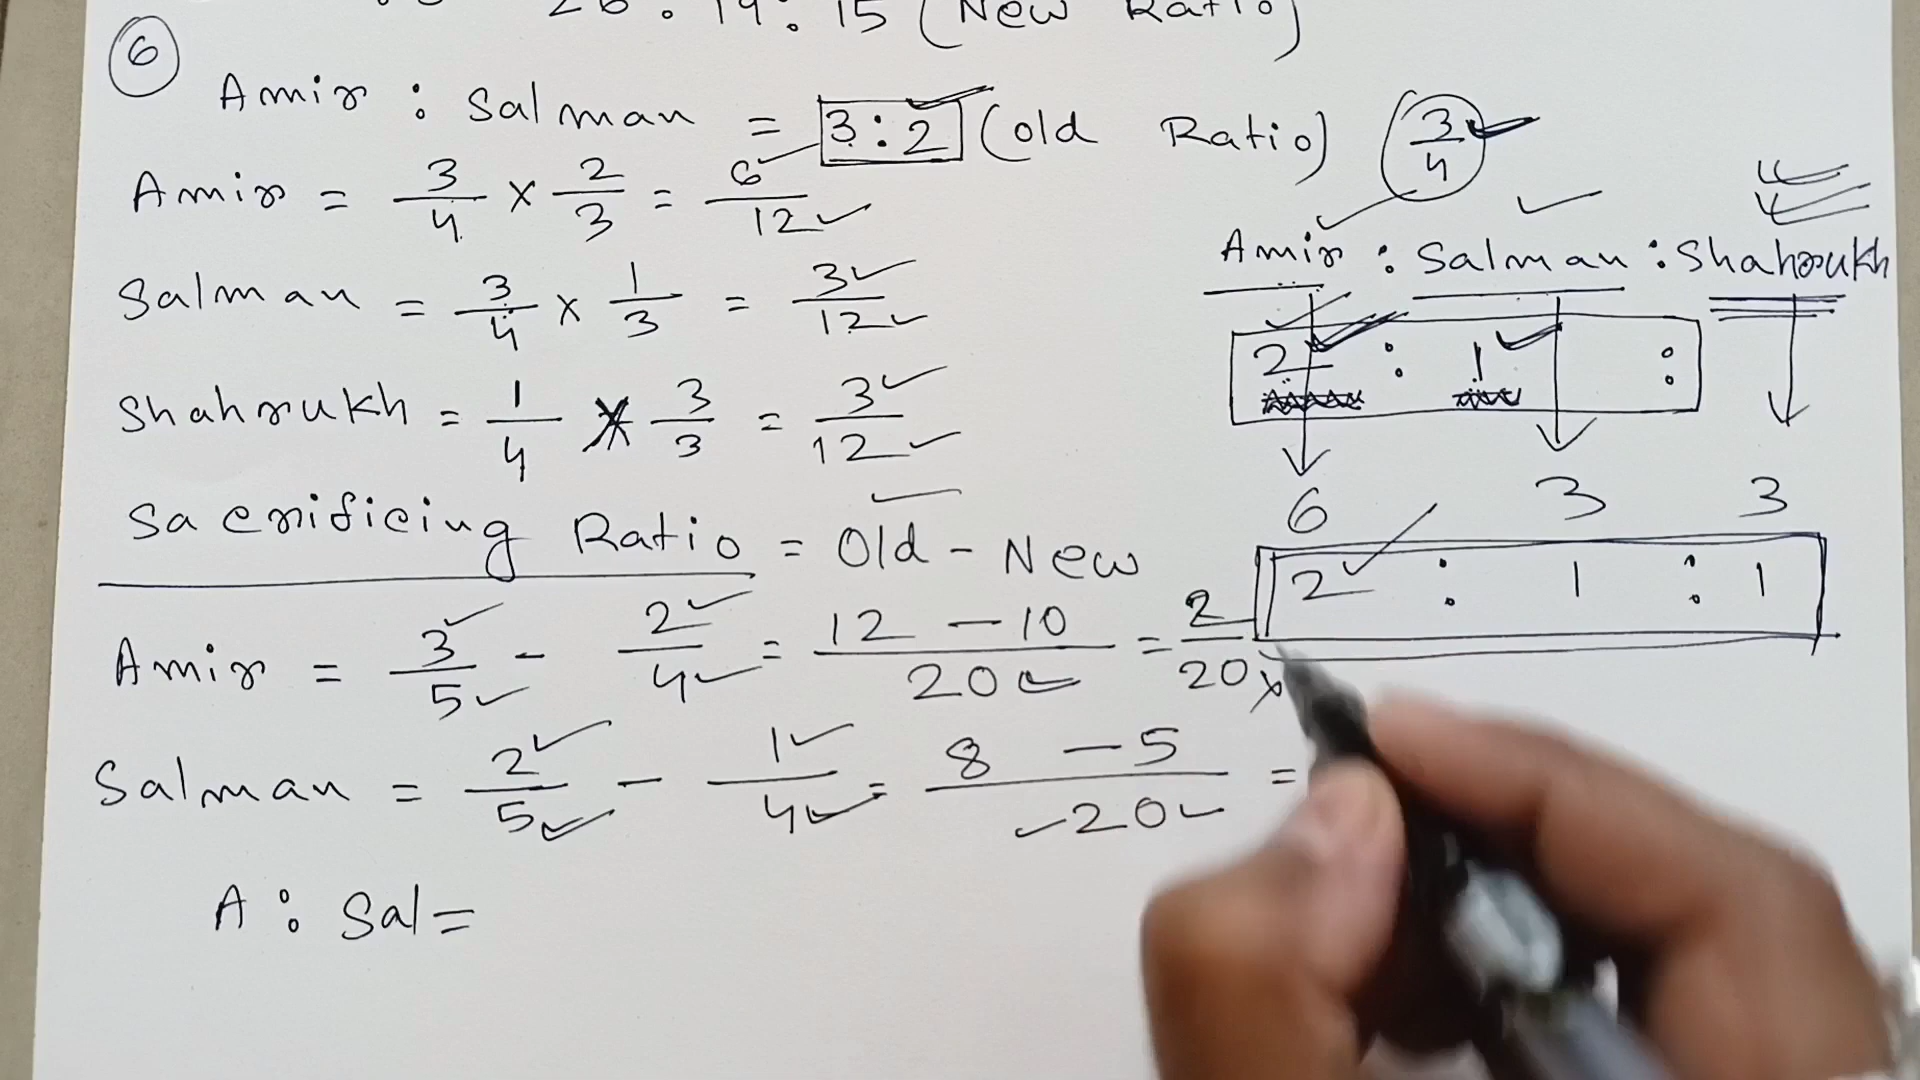 26 : 19 : 15 (New Ratio)
6
Amir : Salman = 3:2 (old Ratio) 3/4
Amir = 3/4 × 2/3 = 6/12
Amir : Salman : Shahrukh
Salman = 3/4 × 1/3 = 3/12
2 : 1 :
Shahrukh = 1/4 × 3/3 = 3/12
6 3 3
Sacrificing Ratio = Old - New
2 : 1 : 1
Amir = 3/5 - 2/4 = 12 - 10/20 = 2/20
Salman = 2/5 - 1/4 = 8 - 5/20 =
A : Sal =